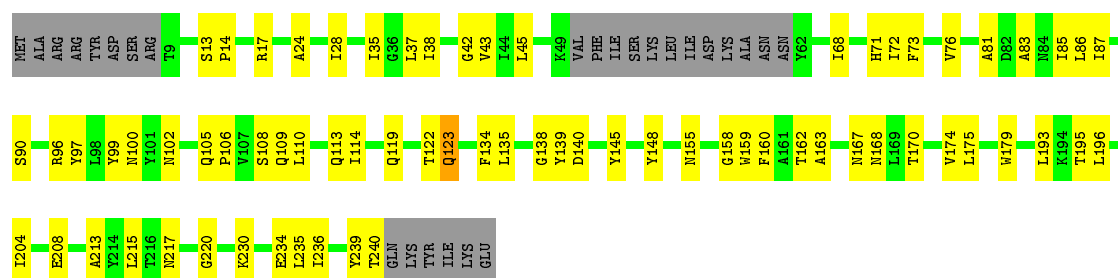 MET ALA ARG ARG TYR ASP SER ARG T9 S13 P14 R17 A24 I28 I35 G36 L37 I38 G42 V43 I44 L45 K49 VAL PHE ILE SER LYS LEU ILE ASP LYS ALA ASN ASN Y62 I68 H71 I72 F73 V76 A81 D82 A83 N84 I85 L86 I87
S90 R96 Y97 L98 Y99 N100 Y101 N102 Q105 P106 V107 S108 Q109 L110 Q113 I114 Q119 T122 Q123 F134 L135 G138 Y139 D140 Y145 Y148 N155 G158 W159 F160 A161 T162 A163 N167 N168 L169 T170 V174 L175 W179 L193 K194 T195 L196
I204 E208 A213 Y214 L215 T216 N217 G220 K230 E234 L235 I236 Y239 T240 GLN LYS TYR ILE LYS GLU